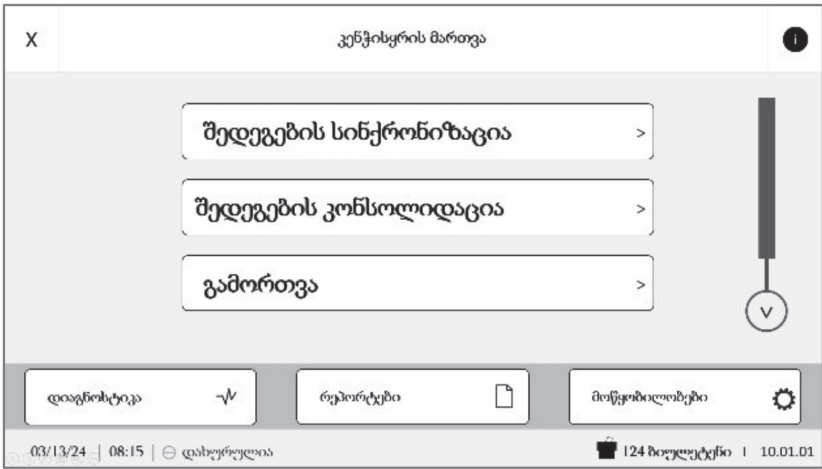 X კენჭისყრის მართვა i
შედეგების სინქრონიზაცია >
შედეგების კონსოლიდაცია >
გამორთვა >
დიაგნოსტიკა რეპორტები მოწყობილობები
03/13/24 | 08:15 | დახურულია 124 ბიულეტენი | 10.01.01